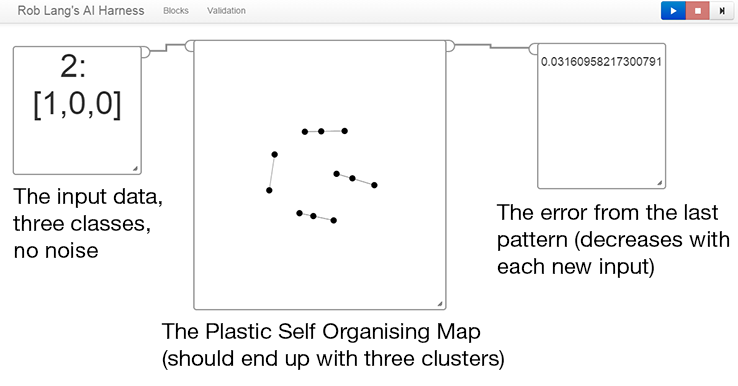 Rob Lang's AI Harness Blocks Validation
2:
[1,0,0]
0.03160958217300791
The input data,
three classes,
no noise
The Plastic Self Organising Map
(should end up with three clusters)
The error from the last
pattern (decreases with
each new input)